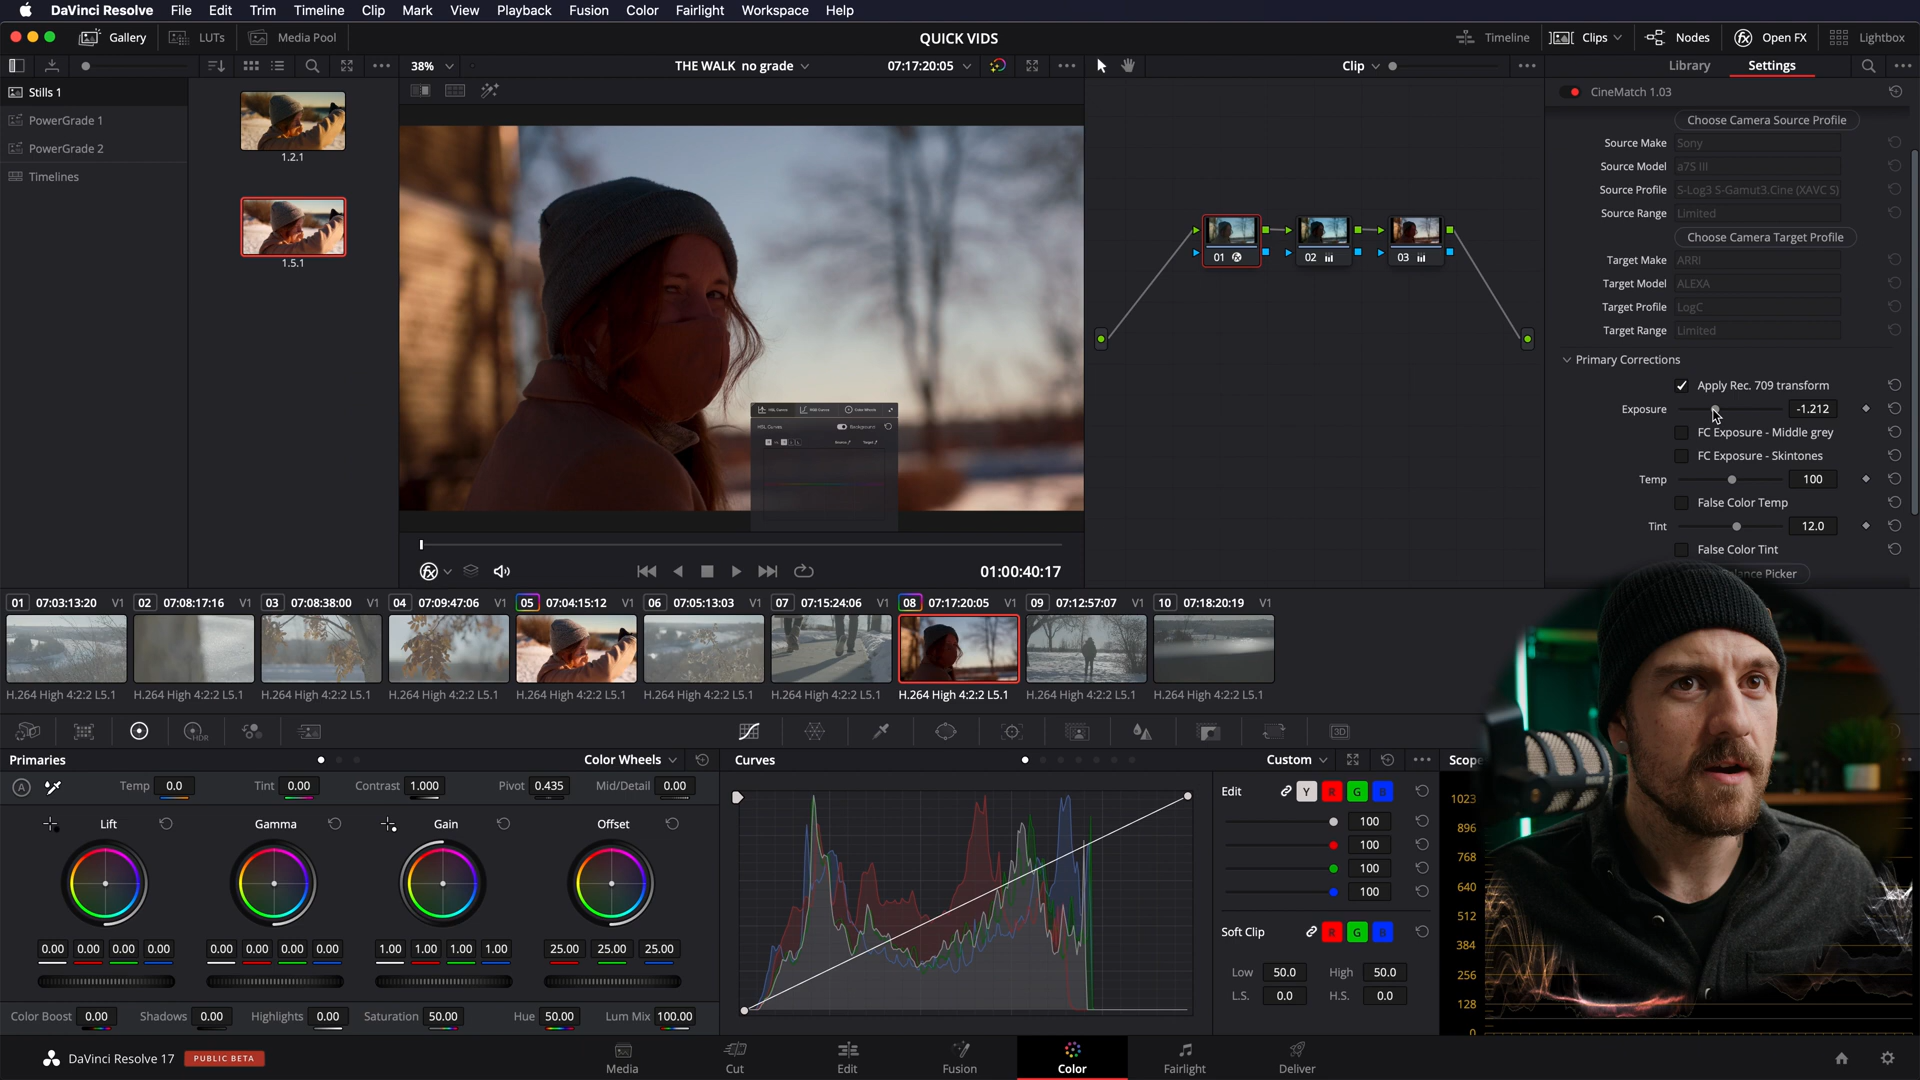 DaVinci Resolve File Edit Trim Timeline Clip Mark View Playback Fusion Color Fairlight Workspace Help
Gallery LUTs Media Pool QUICK VIDS Timeline Clips Nodes Open FX Lightbox
38% THE WALK no grade 07:17:20:05 Clip Library Settings
Stills 1
PowerGrade 1
PowerGrade 2
Timelines
1.2.1
1.5.1
HSL Curves
Background
01
02
03
CineMatch 1.03
Choose Camera Source Profile
Source Make Sony
Source Model a7S III
Source Profile S-Log3 S-Gamut3.Cine (XAVC S)
Source Range Limited
Choose Camera Target Profile
Target Make ARRI
Target Model ALEXA
Target Profile LogC
Target Range Limited
Primary Corrections
Apply Rec. 709 transform
Exposure -1.212
FC Exposure - Middle grey
FC Exposure - Skintones
Temp 100
False Color Temp
Tint 12.0
False Color Tint
Picker
01:00:40:17
01 07:03:13:20 V1 02 07:08:17:16 V1 03 07:08:38:00 V1 04 07:09:47:06 V1 05 07:04:15:12 V1 06 07:05:13:03 V1 07 07:15:24:06 V1 08 07:17:20:05 V1 09 07:12:57:07 V1 10 07:18:20:19 V1
H.264 High 4:2:2 L5.1 H.264 High 4:2:2 L5.1 H.264 High 4:2:2 L5.1 H.264 High 4:2:2 L5.1 H.264 High 4:2:2 L5.1 H.264 High 4:2:2 L5.1 H.264 High 4:2:2 L5.1 H.264 High 4:2:2 L5.1 H.264 High 4:2:2 L5.1 H.264 High 4:2:2 L5.1
HDR
3D
Primaries Color Wheels
A Temp 0.0 Tint 0.00 Contrast 1.000 Pivot 0.435 Mid/Detail 0.00
Lift Gamma Gain Offset
0.00 0.00 0.00 0.00 0.00 0.00 0.00 0.00 1.00 1.00 1.00 1.00 25.00 25.00 25.00
Color Boost 0.00 Shadows 0.00 Highlights 0.00 Saturation 50.00 Hue 50.00 Lum Mix 100.00
Curves Custom
Edit Y R G B
100
100
100
100
Soft Clip R G B
Low 50.0 High 50.0
L.S. 0.0 H.S. 0.0
1023
896
768
640
512
384
256
128
0
DaVinci Resolve 17 PUBLIC BETA
Media Cut Edit Fusion Color Fairlight Deliver